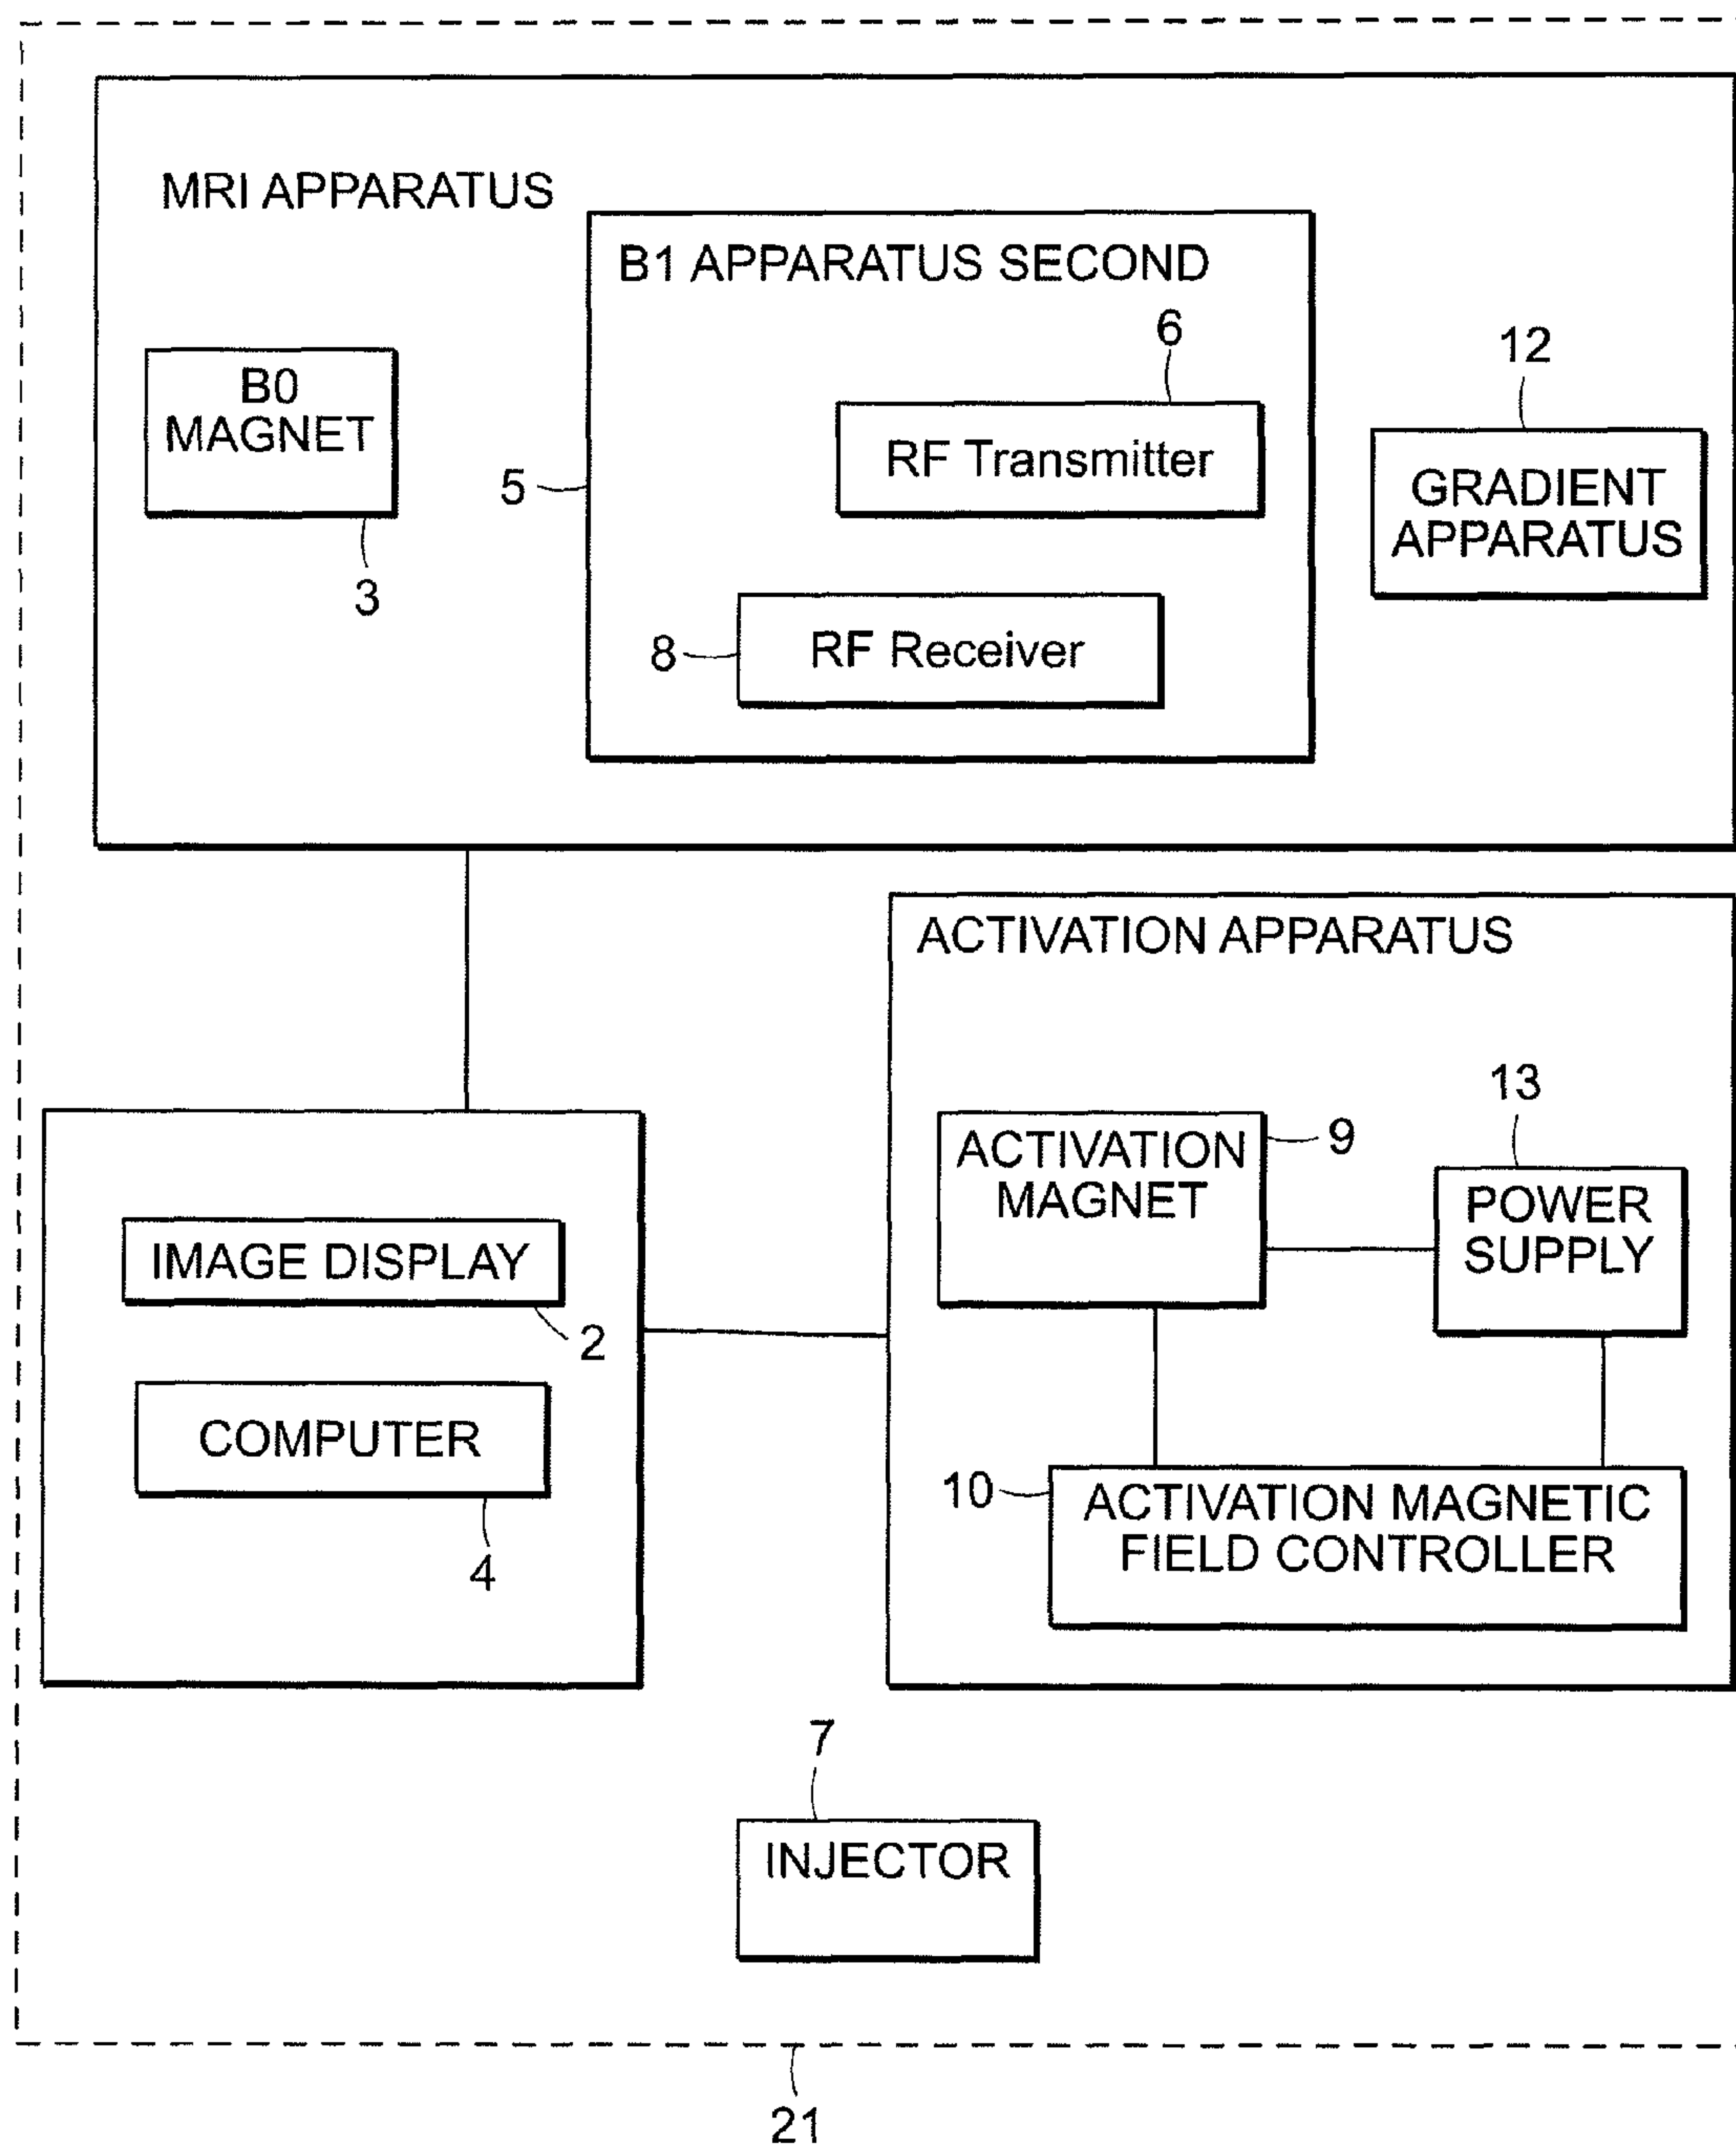 MRI APPARATUS
B1 APPARATUS SECOND
6
12
B0
MAGNET
RF Transmitter
5
GRADIENT
APPARATUS
3
8
RF Receiver
ACTIVATION APPARATUS
13
ACTIVATION
MAGNET
9
POWER
SUPPLY
IMAGE DISPLAY
2
COMPUTER
4
10
ACTIVATION MAGNETIC
FIELD CONTROLLER
7
INJECTOR
21